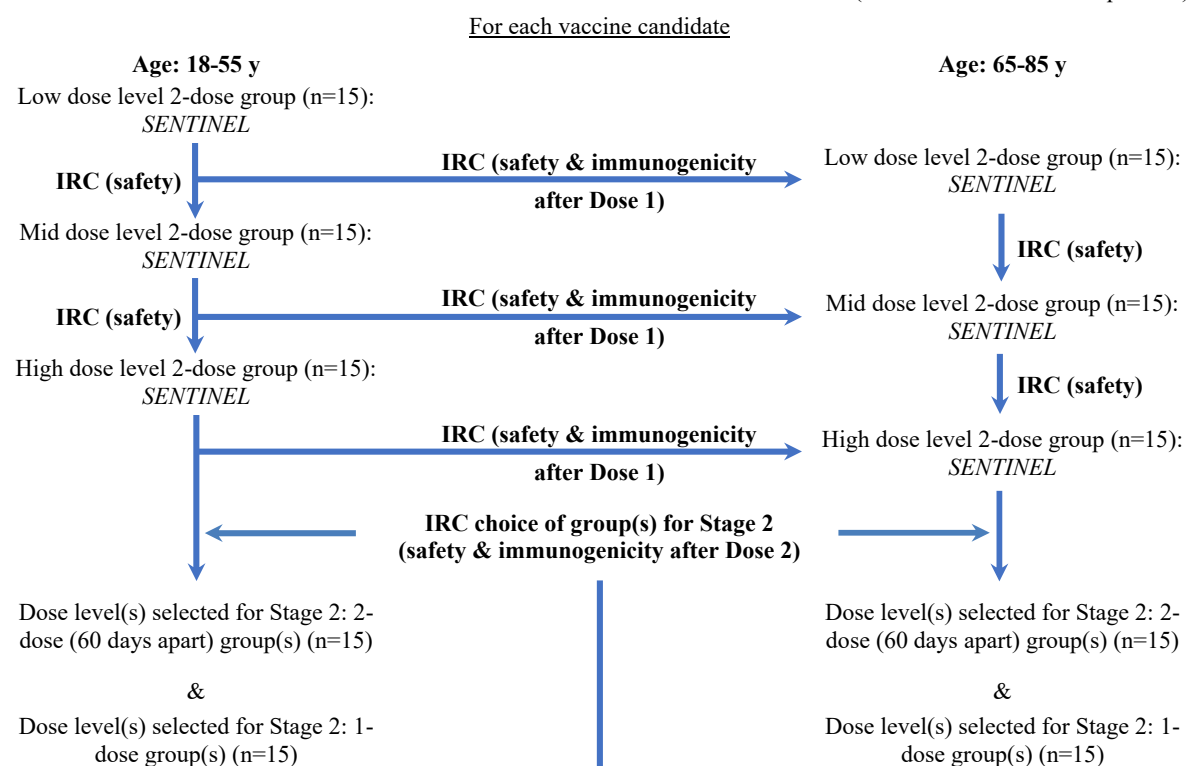 For each vaccine candidate
Age: 18-55 y
Low dose level 2-dose group (n=15):
SENTINEL
IRC (safety)
Mid dose level 2-dose group (n=15):
SENTINEL
IRC (safety)
High dose level 2-dose group (n=15):
SENTINEL
IRC (safety & immunogenicity
after Dose 1)
IRC (safety & immunogenicity
after Dose 1)
IRC (safety & immunogenicity
after Dose 1)
Age: 65-85 y
Low dose level 2-dose group (n=15):
SENTINEL
IRC (safety)
Mid dose level 2-dose group (n=15):
SENTINEL
IRC (safety)
High dose level 2-dose group (n=15):
SENTINEL
IRC choice of group(s) for Stage 2
(safety & immunogenicity after Dose 2)
Dose level(s) selected for Stage 2: 2-
dose (60 days apart) group(s) (n=15)
&
Dose level(s) selected for Stage 2: 1-
dose group(s) (n=15)
Dose level(s) selected for Stage 2: 2-
dose (60 days apart) group(s) (n=15)
&
Dose level(s) selected for Stage 2: 1-
dose group(s) (n=15)